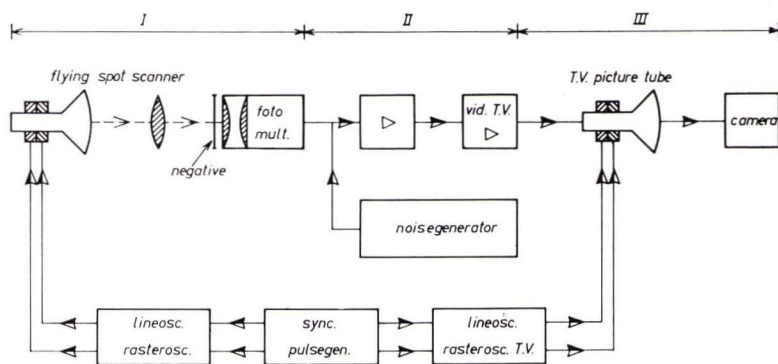 I II III
flying spot scanner
T.V. picture tube
foto
mult.
vid. T.V.
camera
negative
noisegenerator
lineosc.
rasterosc.
sync.
pulsegen.
lineosc.
rasterosc. T.V.